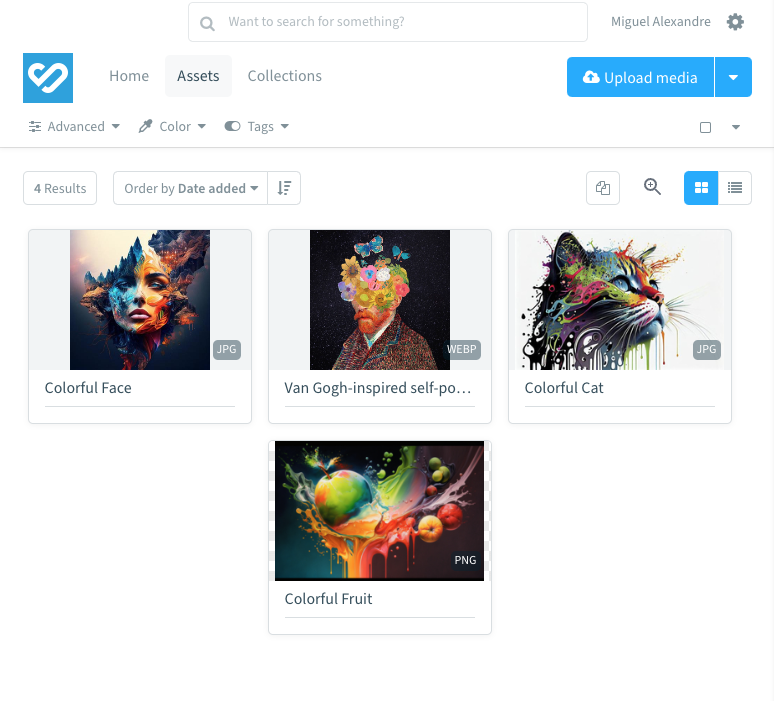 Want to search for something?
Miguel Alexandre
Home
Assets
Collections
Upload media
Advanced
Color
Tags
4 Results
Order by Date added
JPG
WEBP
JPG
Colorful Face
Van Gogh-inspired self-po...
Colorful Cat
PNG
Colorful Fruit